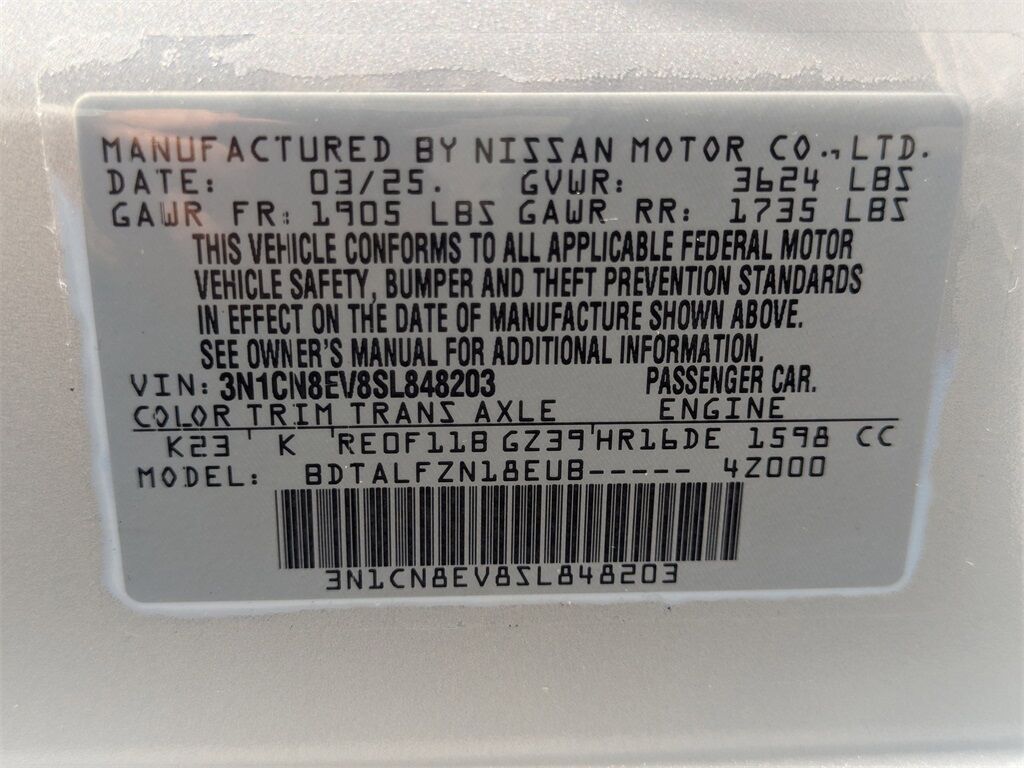 MANUFACTURED BY NISSAN MOTOR CO.,LTD.
DATE: 03/25. GVWR: 3624 LBS
GAWR FR: 1905 LBS GAWR RR: 1735 LBS
THIS VEHICLE CONFORMS TO ALL APPLICABLE FEDERAL MOTOR
VEHICLE SAFETY, BUMPER AND THEFT PREVENTION STANDARDS
IN EFFECT ON THE DATE OF MANUFACTURE SHOWN ABOVE.
SEE OWNER'S MANUAL FOR ADDITIONAL INFORMATION.
VIN: 3N1CN8EV8SL848203 PASSENGER CAR.
COLOR TRIM TRANS AXLE ENGINE
K23 K RE0F11B GZ39 HR16DE 1598 CC
MODEL: BDTALFZN18EUB----- 4Z000
3N1CN8EV8SL848203